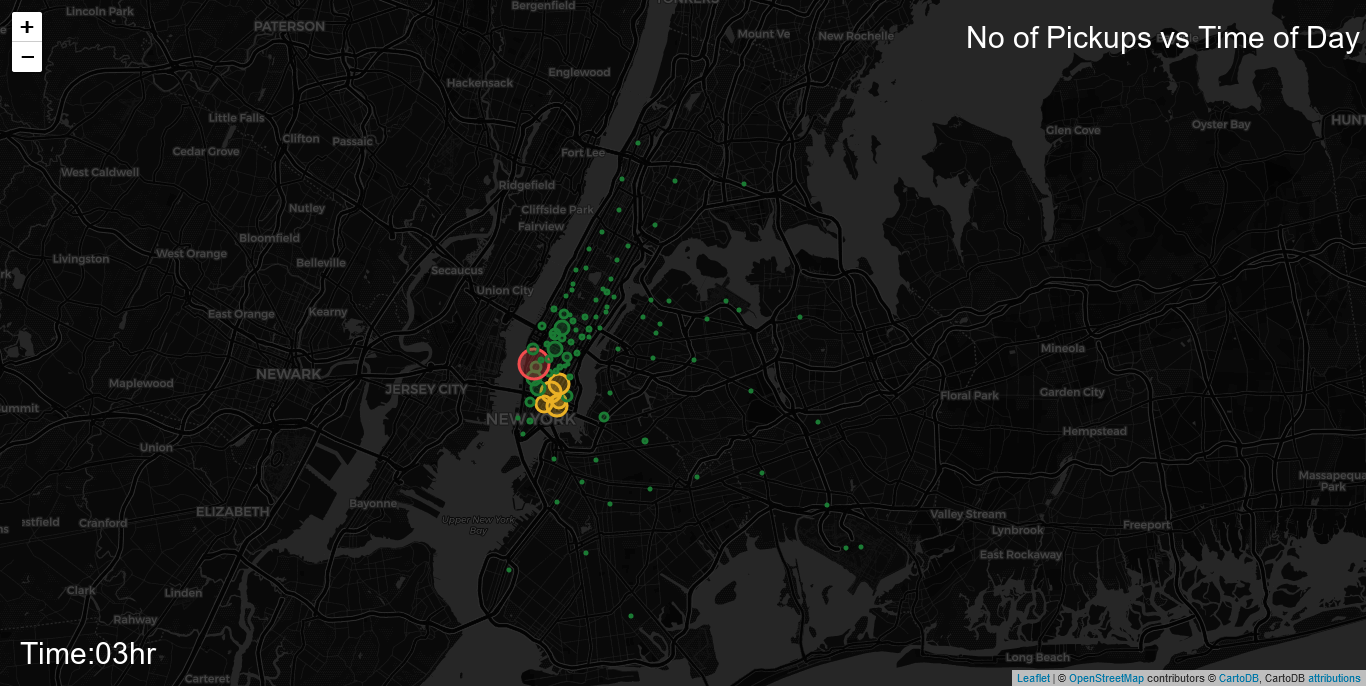 +
−
No of Pickups vs Time of Day
Lincoln Park
PATERSON
Bergenfield
Mount Ve
New Rochelle
Hackensack
Englewood
Little Falls
Clifton
Passaic
Cedar Grove
Fort Lee
Glen Cove
Oyster Bay
HUNT
West Caldwell
Ridgefield
Nutley
Cliffside Park
Fairview
Bloomfield
Livingston
West Orange
Belleville
Secaucus
Union City
East Orange
Kearny
Mineola
NEWARK
Maplewood
JERSEY CITY
Floral Park
Garden City
ummit
NEW YORK
Hempstead
Union
Massapequa
Park
Bayonne
ELIZABETH
estfield
Cranford
Upper New York
Bay
Valley Stream
Lynbrook
Freeport
East Rockaway
Clark
Linden
Rahway
Time:03hr
Long Beach
Carteret
Leaflet | © OpenStreetMap contributors © CartoDB, CartoDB attributions